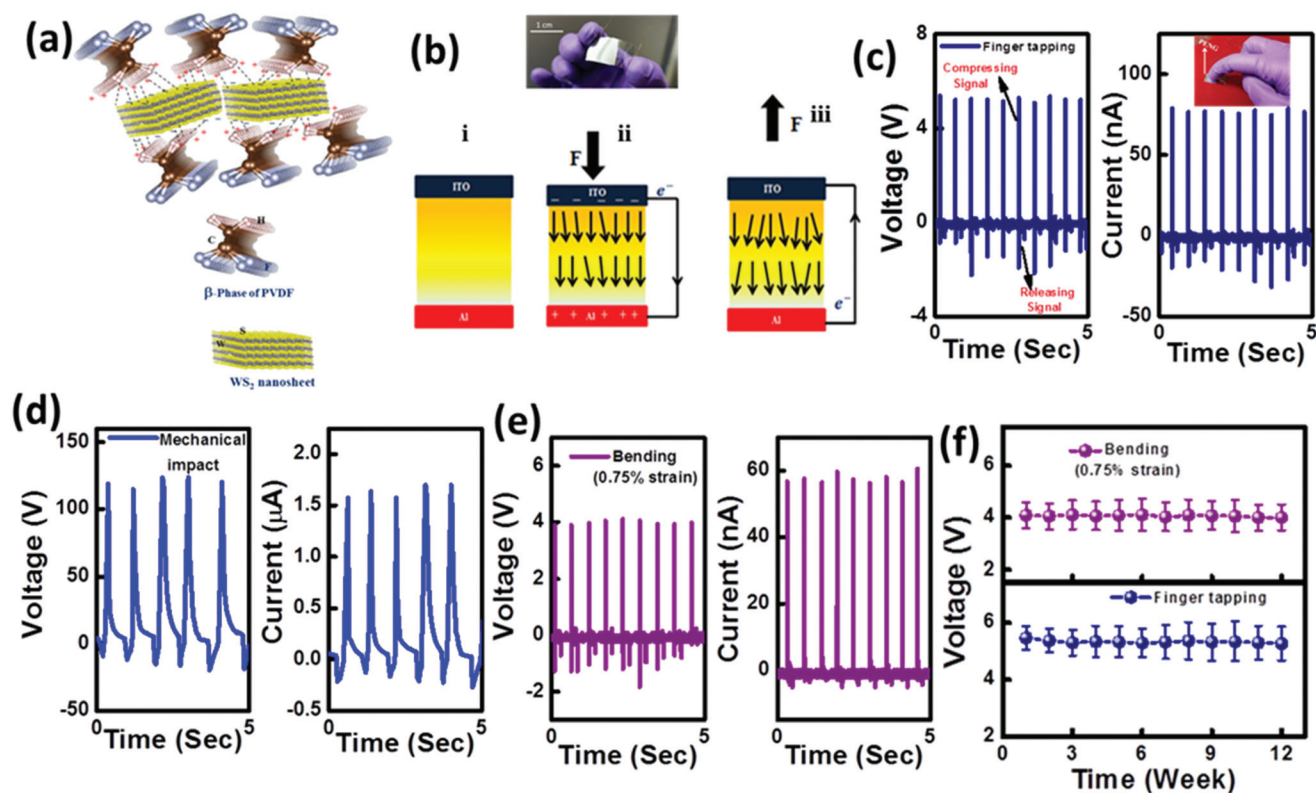 (a)
H
C
F
β-Phase of PVDF
S
W
WS2 nanosheet
(b)
1 cm
i
F
ii
F
iii
ITO
ITO
e−
ITO
− − − − −
Al
+ + Al + + +
Al
e−
(c)
Voltage (V)
8
4
0
-4
Finger tapping
Compressing
Signal
Releasing
Signal
0
5
Time (Sec)
Current (nA)
100
50
0
-50
PENG
0
5
Time (Sec)
(d)
Voltage (V)
150
100
50
0
-50
Mechanical
impact
0
5
Time (Sec)
Current (µA)
2.0
1.5
1.0
0.5
0.0
-0.5
0
5
Time (Sec)
(e)
Voltage (V)
6
4
2
0
-2
Bending
(0.75% strain)
0
5
Time (Sec)
Current (nA)
60
40
20
0
0
5
Time (Sec)
(f)
Voltage (V)
6
4
2
Bending
(0.75% strain)
Voltage (V)
6
5
2
Finger tapping
0
3
6
9
12
Time (Week)